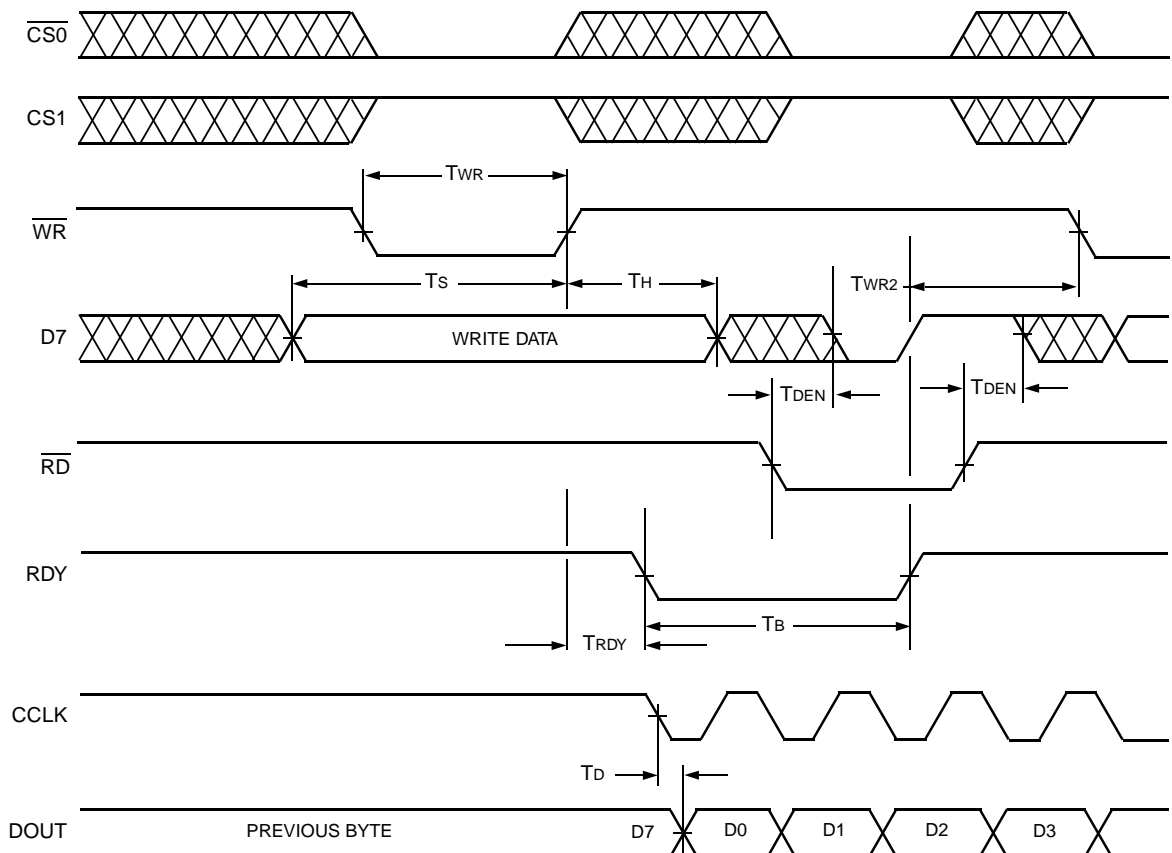 CS0
CS1
TWR
WR
TS
TH
TWR2
D7
WRITE DATA
TDEN
TDEN
RD
RDY
TB
TRDY
CCLK
TD
DOUT
PREVIOUS BYTE
D7
D0
D1
D2
D3